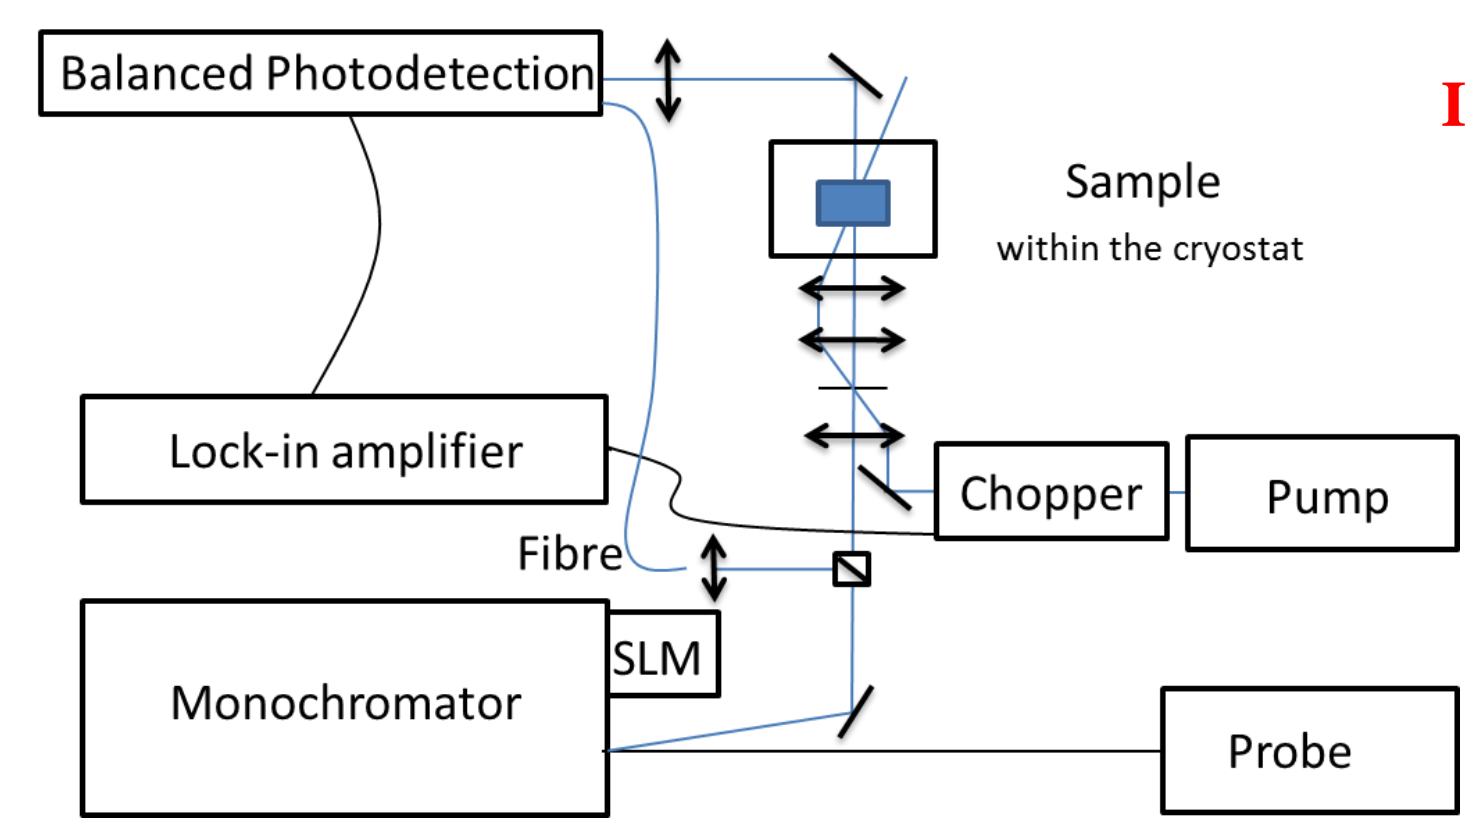 Balanced Photodetection
I
Sample
within the cryostat
Lock-in amplifier
Chopper
Pump
Fibre
SLM
Monochromator
Probe